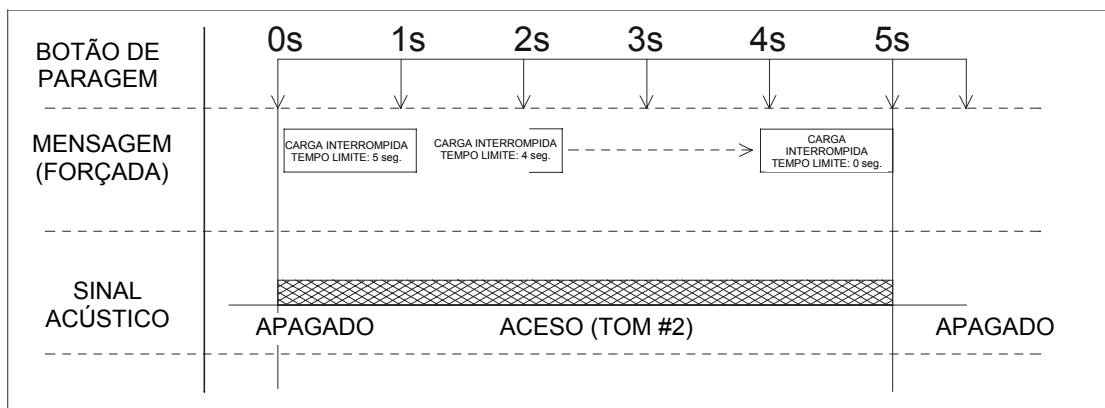 BOTÃO DE
PARAGEM
0s 1s 2s 3s 4s 5s
MENSAGEM
(FORÇADA)
CARGA INTERROMPIDA
TEMPO LIMITE: 5 seg.
CARGA INTERROMPIDA
TEMPO LIMITE: 4 seg.
CARGA
INTERROMPIDA
TEMPO LIMITE: 0 seg.
SINAL
ACÚSTICO
APAGADO ACESO (TOM #2) APAGADO